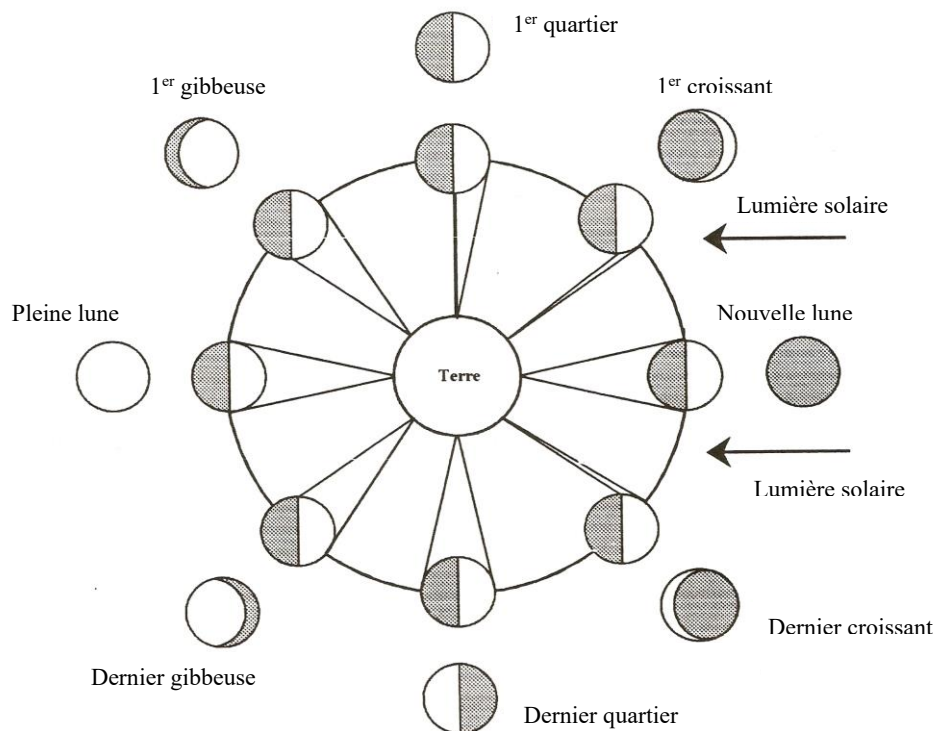 1er quartier
1er gibbeuse
1er croissant
Lumière solaire
Pleine lune
Nouvelle lune
Terre
Lumière solaire
Dernier croissant
Dernier gibbeuse
Dernier quartier